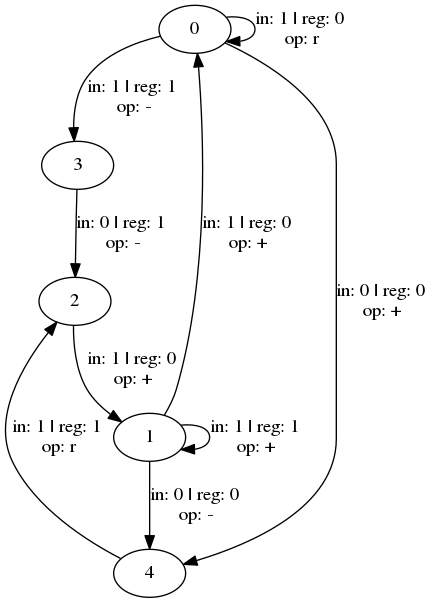 0
in: 1 | reg: 0
op: r
in: 1 | reg: 1
op: -
3
in: 0 | reg: 1
op: -
in: 1 | reg: 0
op: +
in: 0 | reg: 0
op: +
2
in: 1 | reg: 0
op: +
in: 1 | reg: 1
op: r
1
in: 1 | reg: 1
op: +
in: 0 | reg: 0
op: -
4